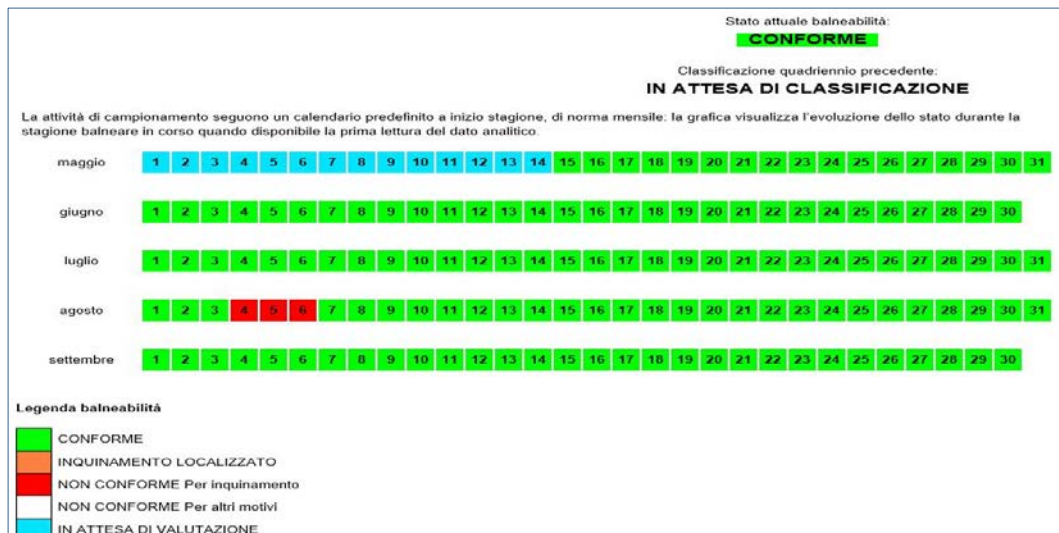 Stato attuale balneabilità:
CONFORME
Classificazione quadriennio precedente:
IN ATTESA DI CLASSIFICAZIONE
La attività di campionamento seguono un calendario predefinito a inizio stagione, di norma mensile: la grafica visualizza l'evoluzione dello stato durante la
stagione balneare in corso quando disponibile la prima lettura del dato analitico.
maggio 1 2 3 4 5 6 7 8 9 10 11 12 13 14 15 16 17 18 19 20 21 22 23 24 25 26 27 28 29 30 31
giugno 1 2 3 4 5 6 7 8 9 10 11 12 13 14 15 16 17 18 19 20 21 22 23 24 25 26 27 28 29 30
luglio 1 2 3 4 5 6 7 8 9 10 11 12 13 14 15 16 17 18 19 20 21 22 23 24 25 26 27 28 29 30 31
agosto 1 2 3 4 5 6 7 8 9 10 11 12 13 14 15 16 17 18 19 20 21 22 23 24 25 26 27 28 29 30 31
settembre 1 2 3 4 5 6 7 8 9 10 11 12 13 14 15 16 17 18 19 20 21 22 23 24 25 26 27 28 29 30
Legenda balneabilità
CONFORME
INQUINAMENTO LOCALIZZATO
NON CONFORME Per inquinamento
NON CONFORME Per altri motivi
IN ATTESA DI VALUTAZIONE